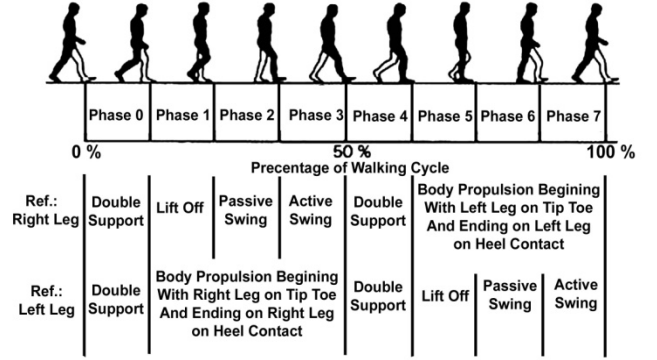 Phase 0 Phase 1 Phase 2 Phase 3 Phase 4 Phase 5 Phase 6 Phase 7
0 % 50 % 100 %
Precentage of Walking Cycle
Ref.:
Right Leg
Double
Support
Lift Off
Passive
Swing
Active
Swing
Double
Support
Body Propulsion Begining
With Left Leg on Tip Toe
And Ending on Left Leg
on Heel Contact
Ref.:
Left Leg
Double
Support
Body Propulsion Begining
With Right Leg on Tip Toe
And Ending on Right Leg
on Heel Contact
Double
Support
Lift Off
Passive
Swing
Active
Swing